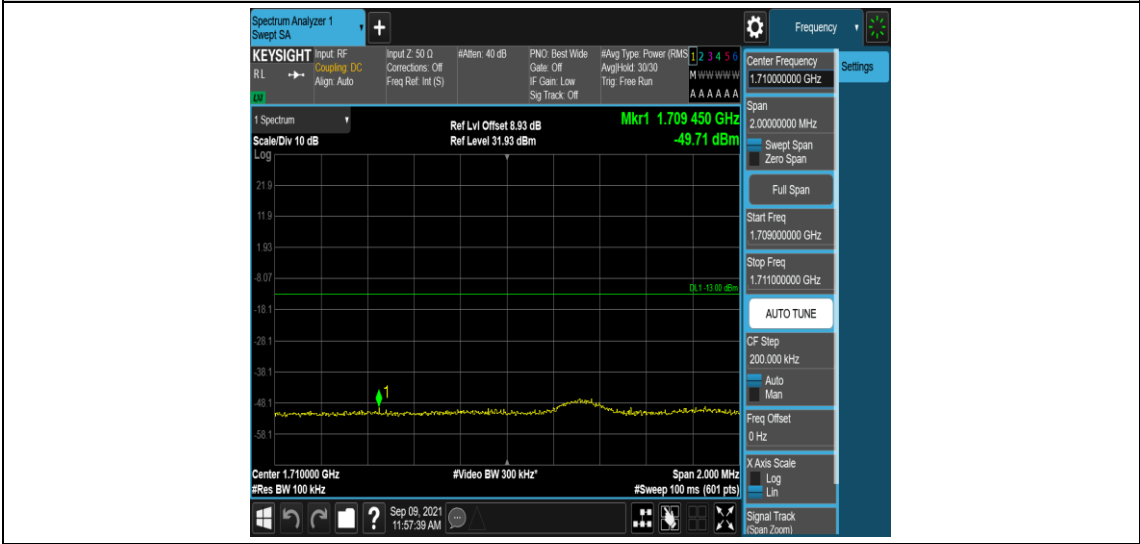 Spectrum Analyzer 1
Swept SA
+
Frequency
KEYSIGHT
RL
Input: RF
Coupling: DC
Align: Auto
Input Z: 50 Ω
Corrections: Off
Freq Ref: Int (S)
#Atten: 40 dB
PNO: Best Wide
Gate: Off
IF Gain: Low
Sig Track: Off
#Avg Type: Power (RMS
Avg|Hold: 30/30
Trig: Free Run
1 2 3 4 5 6
M W W W W W
A A A A A A
1 Spectrum
Scale/Div 10 dB
Log
Ref Lvl Offset 8.93 dB
Ref Level 31.93 dBm
Mkr1 1.709 450 GHz
-49.71 dBm
21.9
11.9
1.93
-8.07
DL1 -13.00 dBm
-18.1
-28.1
-38.1
1
-48.1
-58.1
Center 1.710000 GHz
#Video BW 300 kHz*
Span 2.000 MHz
#Res BW 100 kHz
#Sweep 100 ms (601 pts)
?
Sep 09, 2021
11:57:39 AM
Settings
Center Frequency
1.710000000 GHz
Span
2.00000000 MHz
Swept Span
Zero Span
Full Span
Start Freq
1.709000000 GHz
Stop Freq
1.711000000 GHz
AUTO TUNE
CF Step
200.000 kHz
Auto
Man
Freq Offset
0 Hz
X Axis Scale
Log
Lin
Signal Track
(Span Zoom)